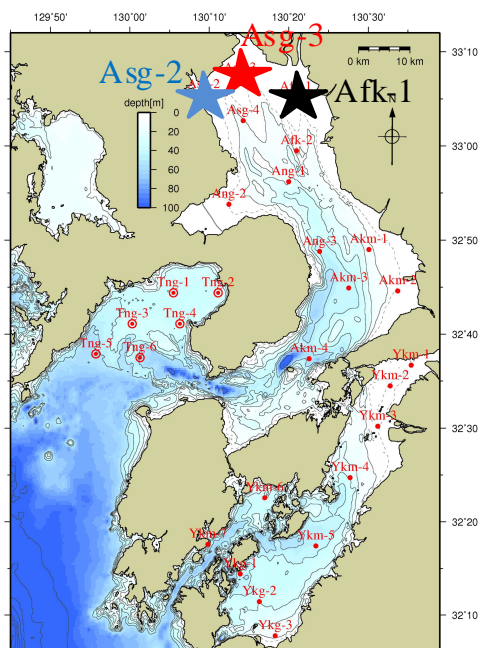 129°50' 130°00' 130°10' 130°20' 130°30'
Asg-3
33°10'
0 km 10 km
Asg-2
Afk-1
depth[m]
0
20
40
60
80
100
Asg-4
Afk-2
33°00'
Ang-1
Ang-2
32°50'
Ang-3
Akm-1
Akm-3
Akm-2
Tng-1
Tng-2
Tng-3
Tng-4
32°40'
Tng-5
Tng-6
Akm-4
Ykm-1
Ykm-2
Ykm-3
32°30'
Ykm-4
Ykm-6
32°20'
Ykm-7
Ykm-5
Ykg-1
Ykg-2
32°10'
Ykg-3